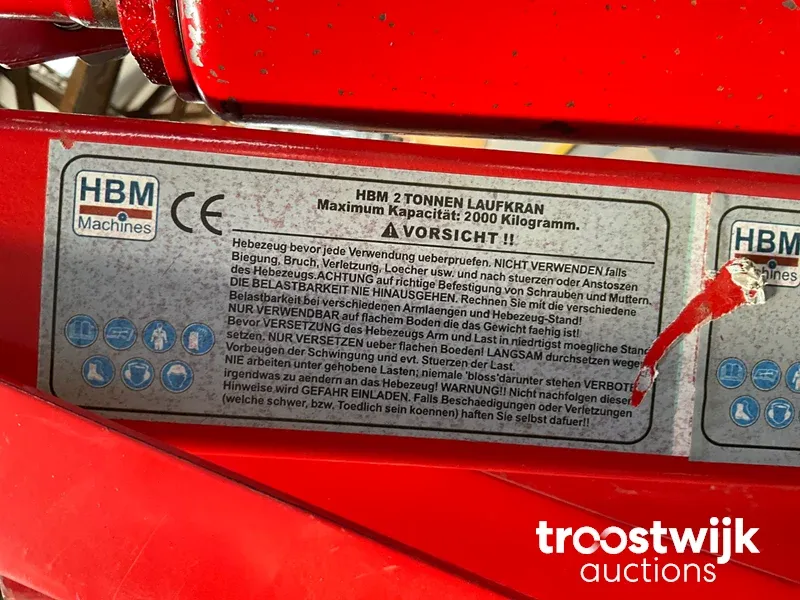 HBM
Machines
CE
HBM 2 TONNEN LAUFKRAN
Maximum Kapacität: 2000 Kilogramm.
VORSICHT !!
Hebezeug bevor jede Verwendung ueberpruefen. NICHT VERWENDEN falls
Biegung, Bruch, Verletzung, Loecher usw. und nach stuerzen oder Anstoszen
des Hebezeugs.ACHTUNG auf richtige Befestigung von Schrauben und Muttern.
DIE BELASTBARKEIT NIE HINAUSGEHEN. Rechnen Sie mit die verschiedene
Belastbarkeit bei verschiedenen Armlaengen und Hebezeug-Stand!
NUR VERWENDBAR auf flachem Boden die das Gewicht faehig ist!
Bevor VERSETZUNG des Hebezeugs Arm und Last in niedrtigst moegliche Stand
setzen. NUR VERSETZEN ueber flachen Boeden! LANGSAM durchsetzen wegen
Vorbeugen der Schwingung und evt. Stuerzen der Last.
NIE arbeiten unter gehobene Lasten; niemale 'bloss'darunter stehen VERBOTE
irgendwas zu aendern an das Hebezeug! WARNUNG!! Nicht nachfolgen dieser
Hinweise wird GEFAHR EINLADEN. Falls Beschaedigungen oder Verletzungen
(welche schwer, bzw. Toedlich sein koennen) haften Sie selbst dafuer!!
HBM
Machines
troostwijk
auctions